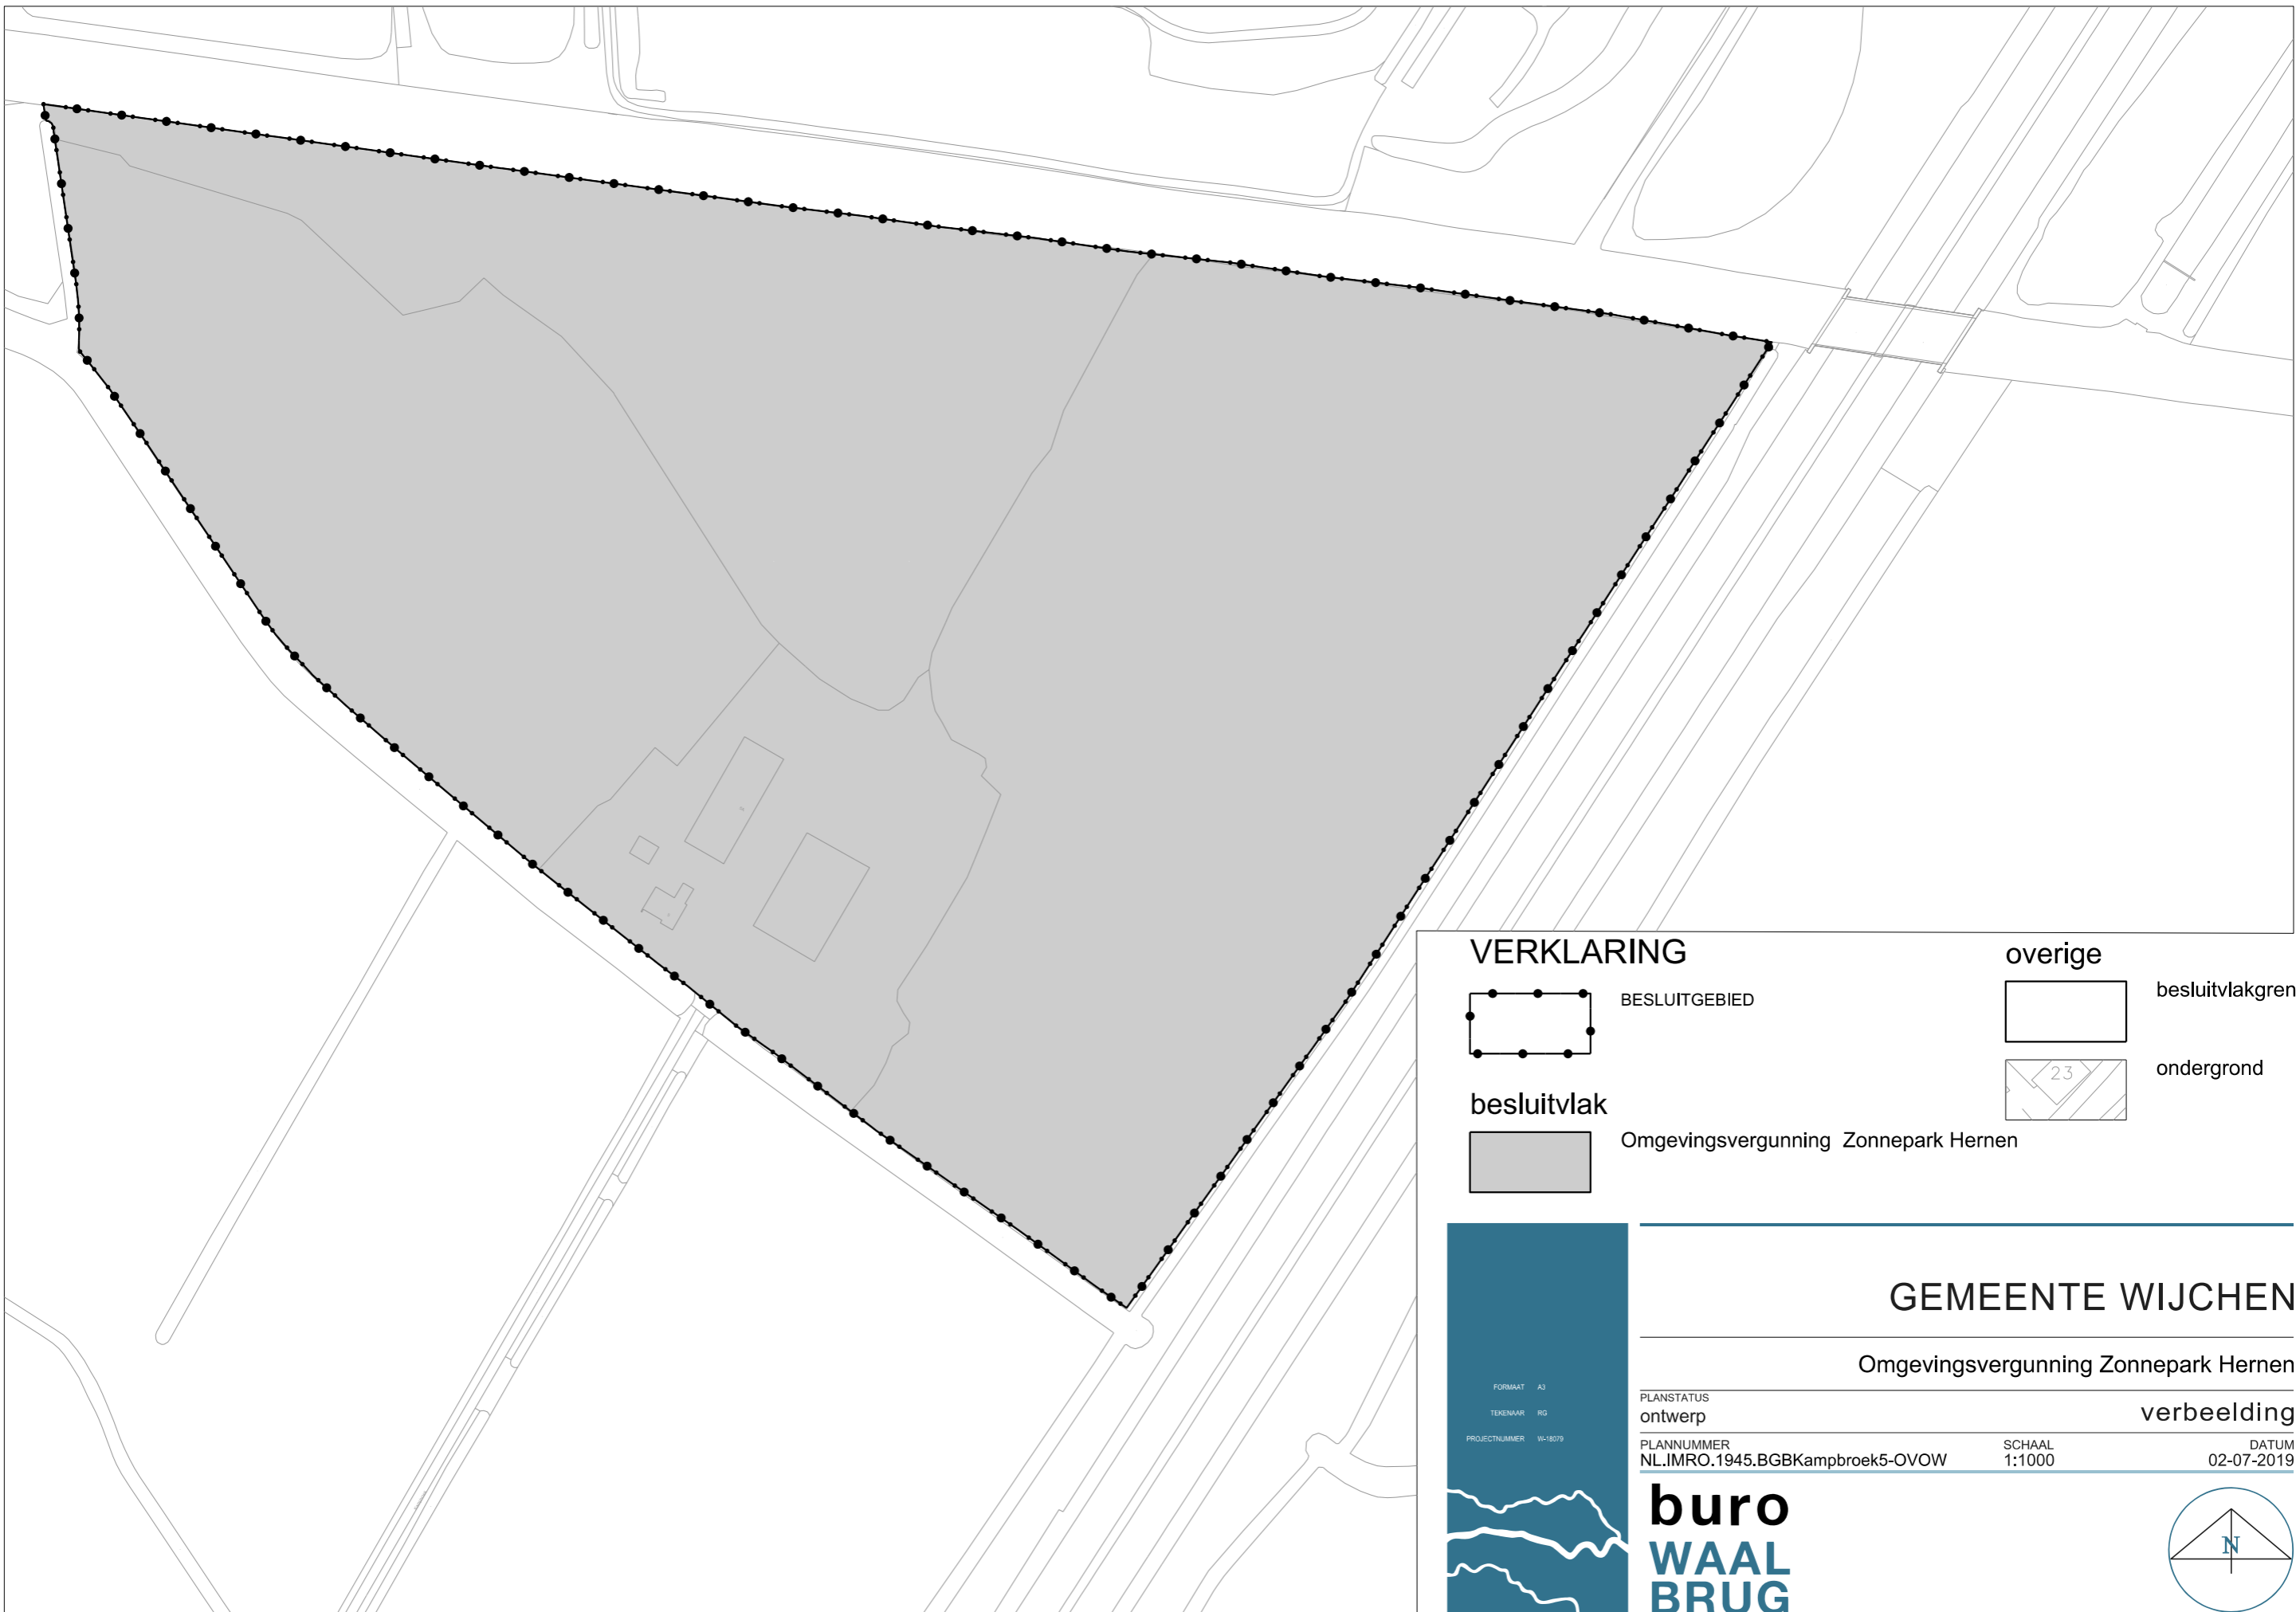 VERKLARING
BESLUITGEBIED
besluitvlak
Omgevingsvergunning Zonnepark Hernen
overige
besluitvlakgren
23
ondergrond
GEMEENTE WIJCHEN
Omgevingsvergunning Zonnepark Hernen
FORMAAT A3
TEKENAAR RG
PROJECTNUMMER W-18079
PLANSTATUS
ontwerp
verbeelding
PLANNUMMER SCHAAL DATUM
NL.IMRO.1945.BGBKampbroek5-OVOW 1:1000 02-07-2019
buro
WAAL
BRUG
N